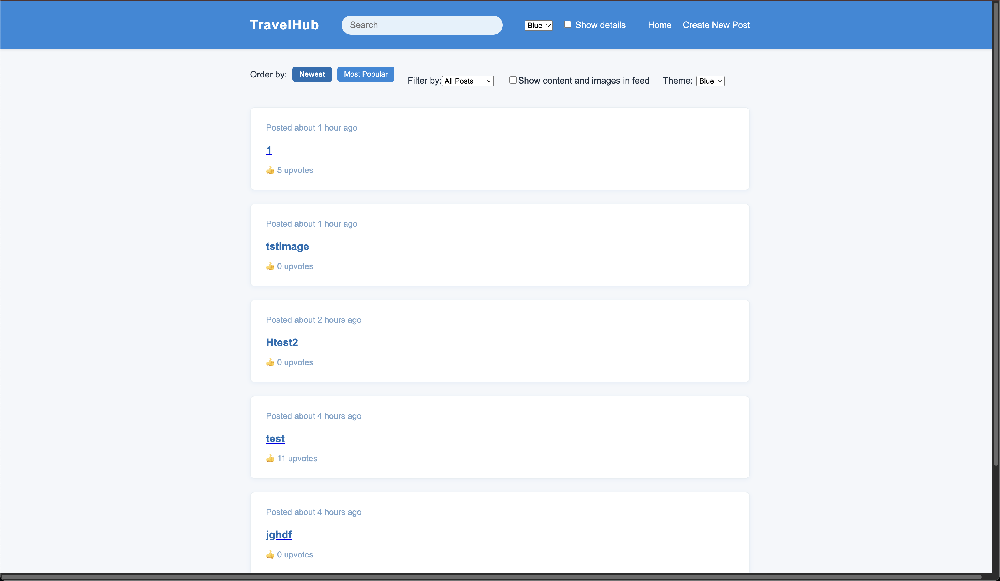 TravelHub Search Blue Show details Home Create New Post
Order by: Newest Most Popular Filter by: All Posts Show content and images in feed Theme: Blue
Posted about 1 hour ago
1
👍 5 upvotes
Posted about 1 hour ago
tstimage
👍 0 upvotes
Posted about 2 hours ago
Htest2
👍 0 upvotes
Posted about 4 hours ago
test
👍 11 upvotes
Posted about 4 hours ago
jghdf
👍 0 upvotes